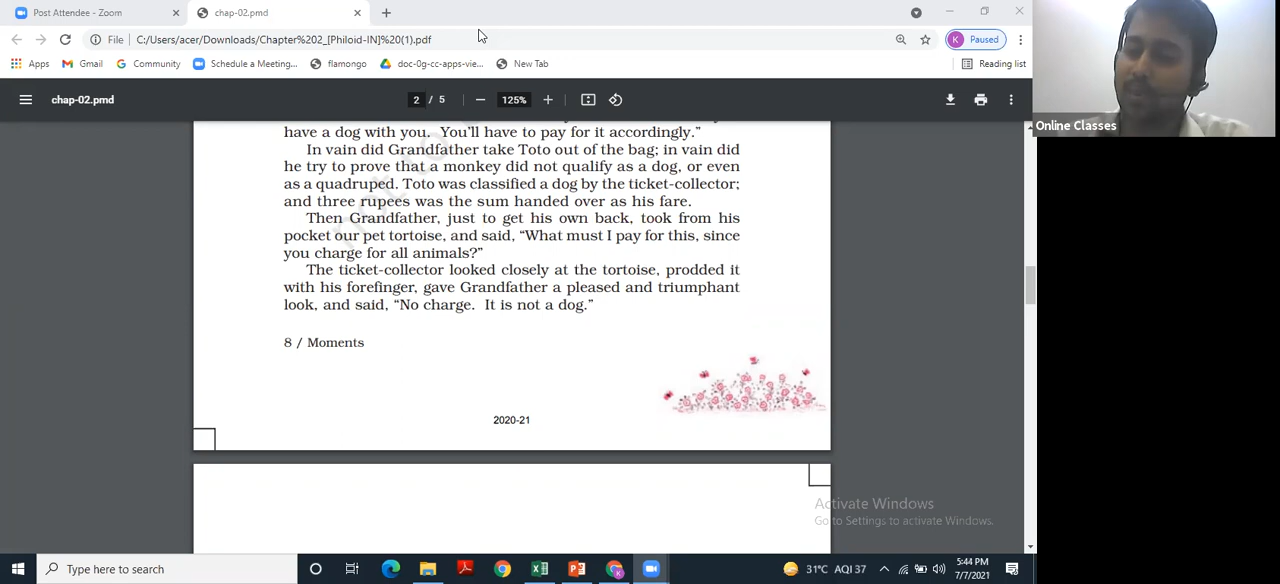 Post Attendee - Zoom
chap-02.pmd
File
C:/Users/acer/Downloads/Chapter%202_[Philoid-IN]%20(1).pdf
K Paused
Apps
Gmail
Community
Schedule a Meeting...
flamongo
doc-0g-cc-apps-vie...
New Tab
Reading list
chap-02.pmd
2 / 5
125%
Online Classes
have a dog with you. You'll have to pay for it accordingly.”
In vain did Grandfather take Toto out of the bag; in vain did
he try to prove that a monkey did not qualify as a dog, or even
as a quadruped. Toto was classified a dog by the ticket-collector;
and three rupees was the sum handed over as his fare.
Then Grandfather, just to get his own back, took from his
pocket our pet tortoise, and said, “What must I pay for this, since
you charge for all animals?”
The ticket-collector looked closely at the tortoise, prodded it
with his forefinger, gave Grandfather a pleased and triumphant
look, and said, “No charge. It is not a dog.”
8 / Moments
2020-21
Activate Windows
Go to Settings to activate Windows.
Type here to search
31°C AQI 37
5:44 PM
7/7/2021